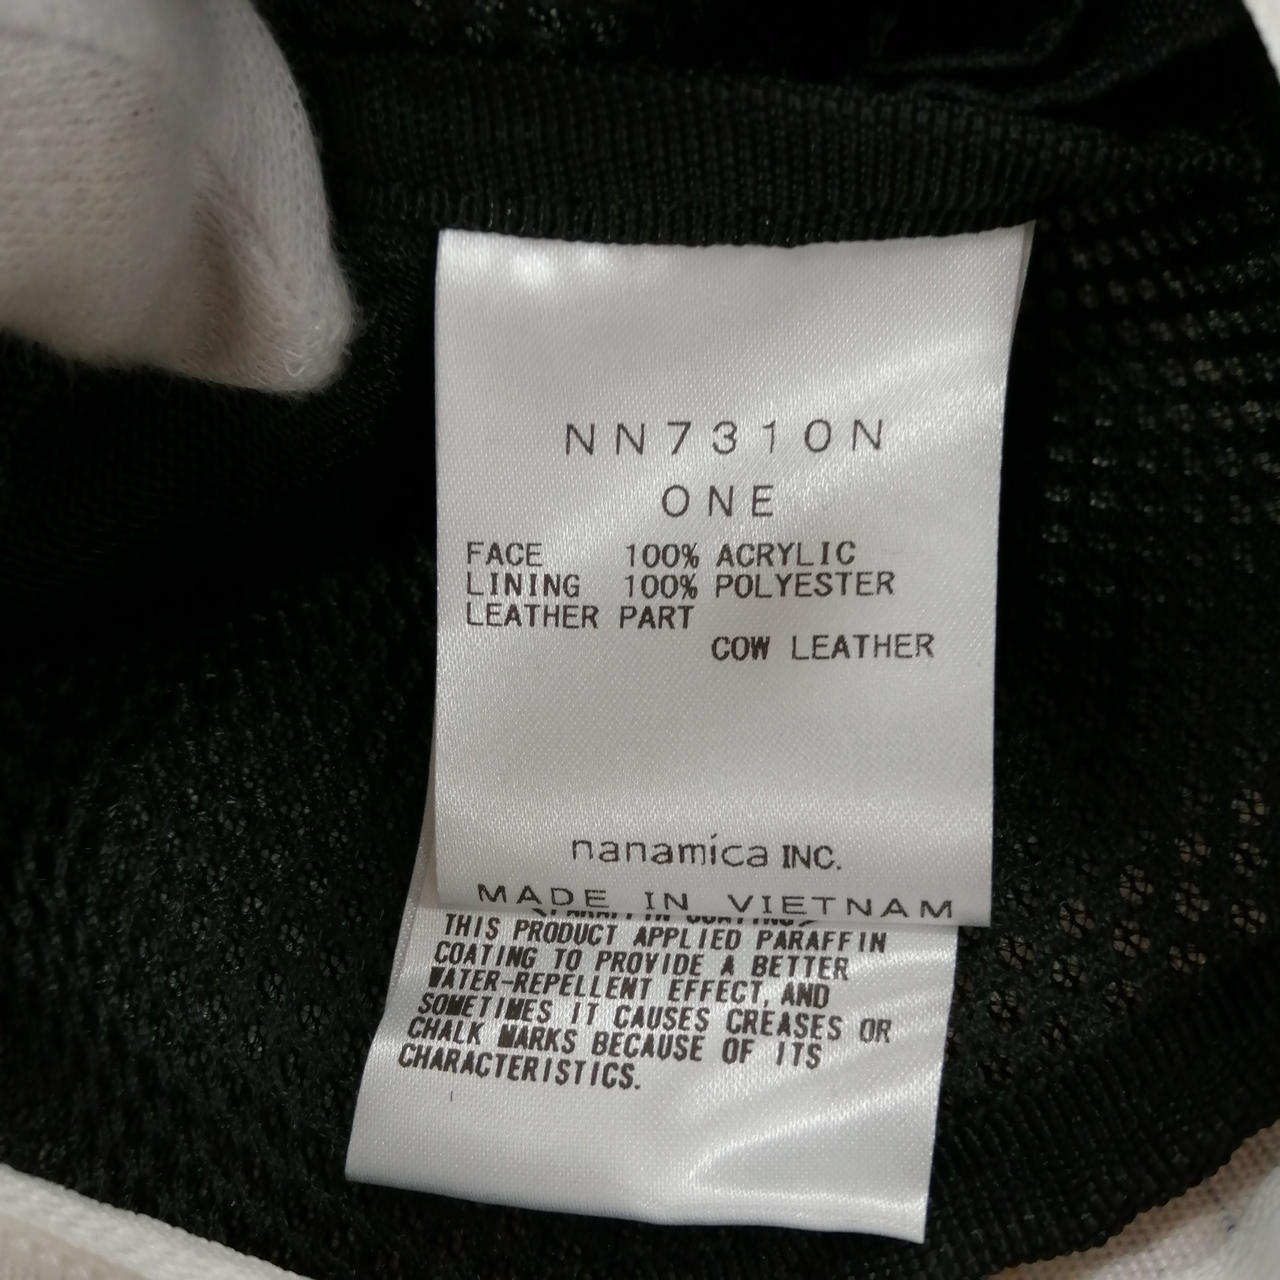 NN7310N
ONE
FACE 100% ACRYLIC
LINING 100% POLYESTER
LEATHER PART
COW LEATHER
nanamica INC.
MADE IN VIETNAM
THIS PRODUCT APPLIED PARAFFIN
COATING TO PROVIDE A BETTER
WATER-REPELLENT EFFECT, AND
SOMETIMES IT CAUSES CREASES OR
CHALK MARKS BECAUSE OF ITS
CHARACTERISTICS.